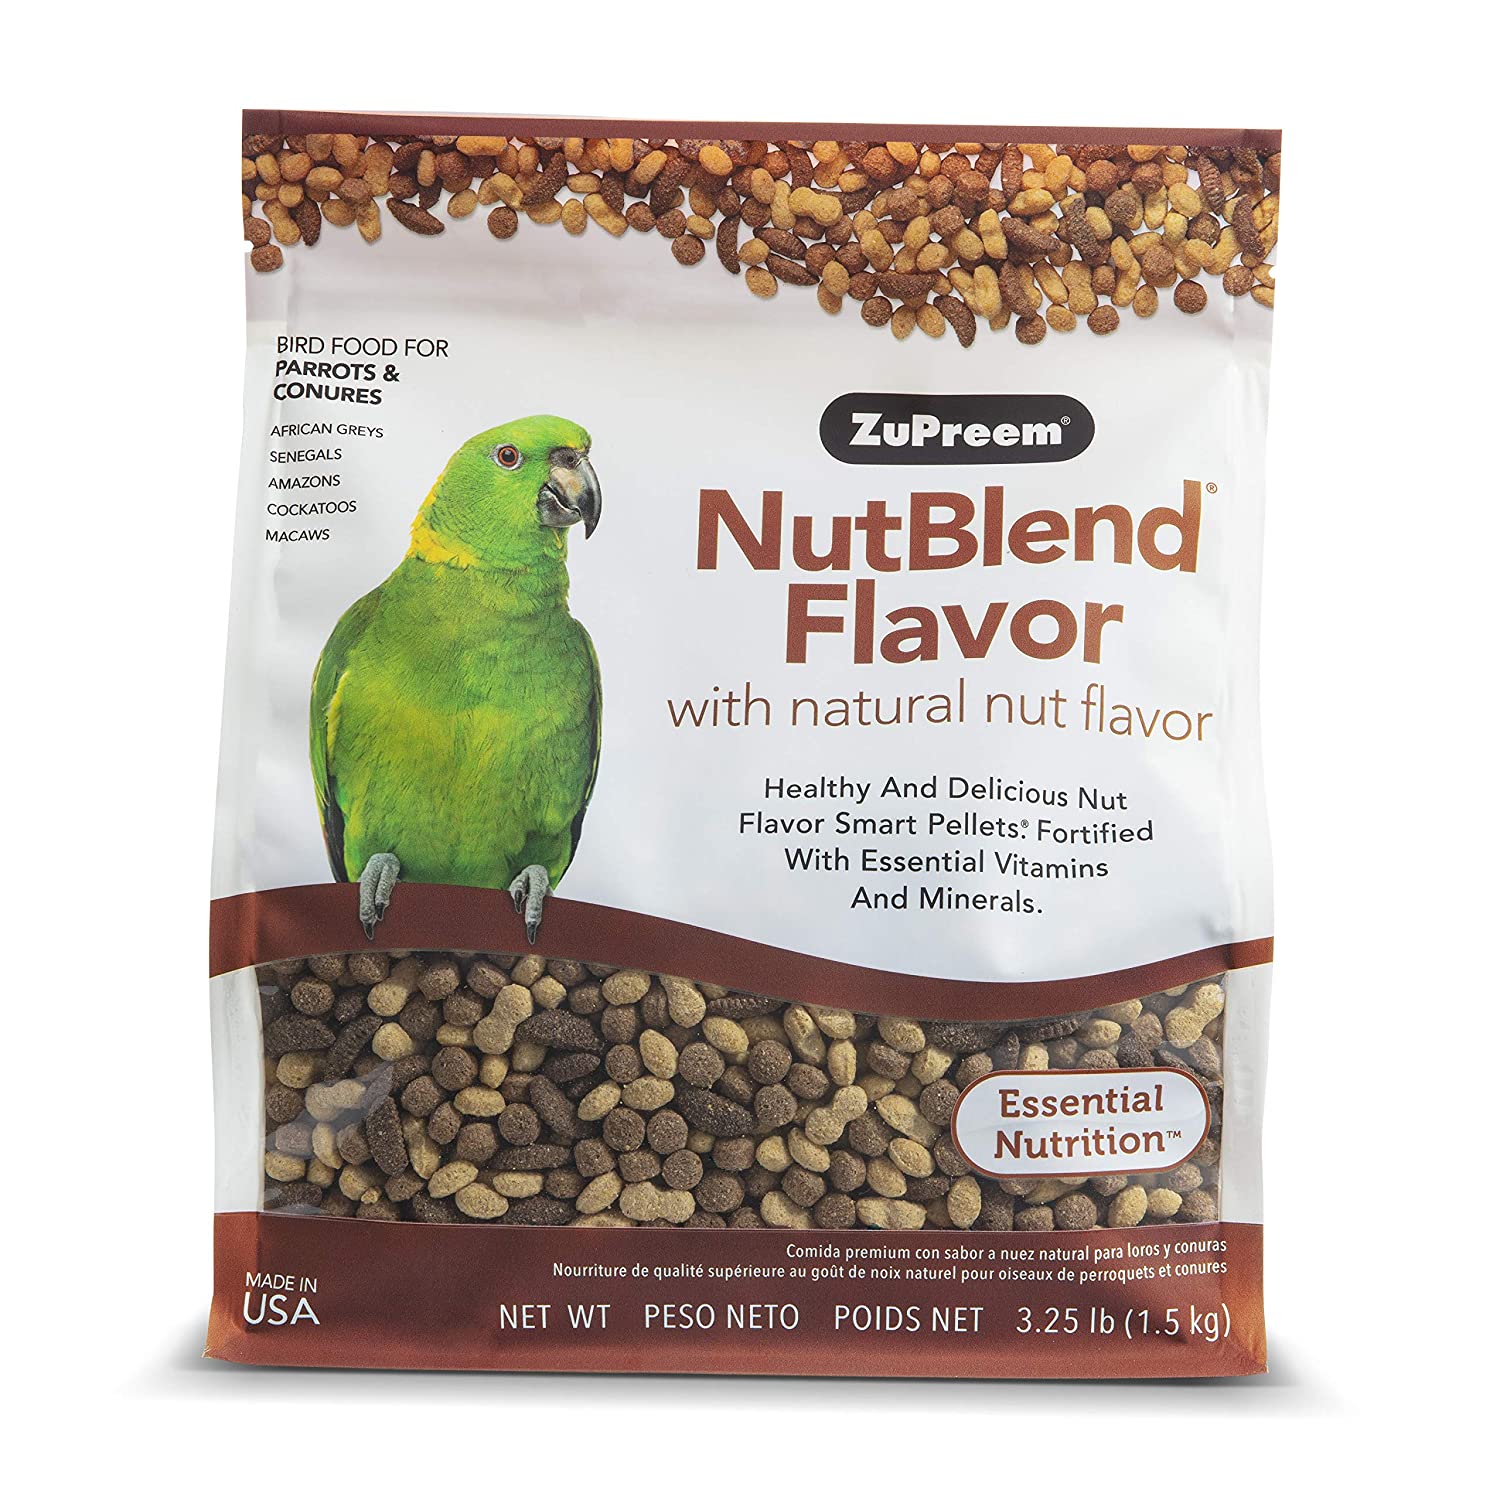 BIRD FOOD FOR
PARROTS &
CONURES
AFRICAN GREYS
SENEGALS
AMAZONS
COCKATOOS
MACAWS
ZuPreem®
NutBlend®
Flavor
with natural nut flavor
Healthy And Delicious Nut
Flavor Smart Pellets®. Fortified
With Essential Vitamins
And Minerals.
Essential
Nutrition™
Comida premium con sabor a nuez natural para loros y conuras
Nourriture de qualité supérieure au goût de noix naturel pour oiseaux de perroquets et conures
MADE IN
USA
NET WT PESO NETO POIDS NET 3.25 lb (1.5 kg)